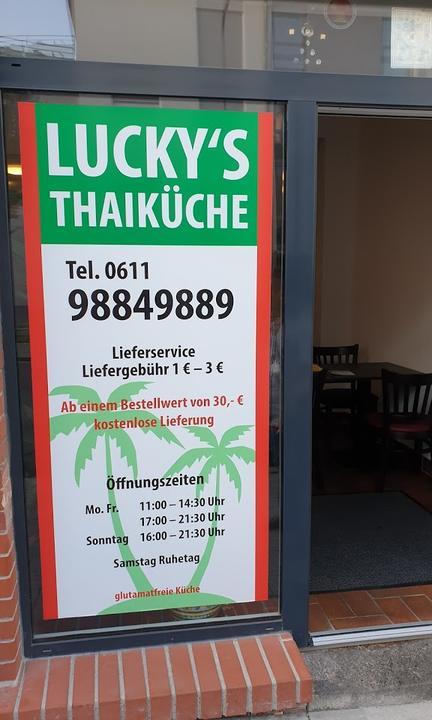 LUCKY'S
THAIKÜCHE
Tel. 0611
98849889
Lieferservice
Liefergebühr 1 € – 3 €
Ab einem Bestellwert von 30,- €
kostenlose Lieferung
Öffnungszeiten
Mo. Fr. 11:00 – 14:30 Uhr
17:00 – 21:30 Uhr
Sonntag 16:00 – 21:30 Uhr
Samstag Ruhetag
glutamatfreie Küche